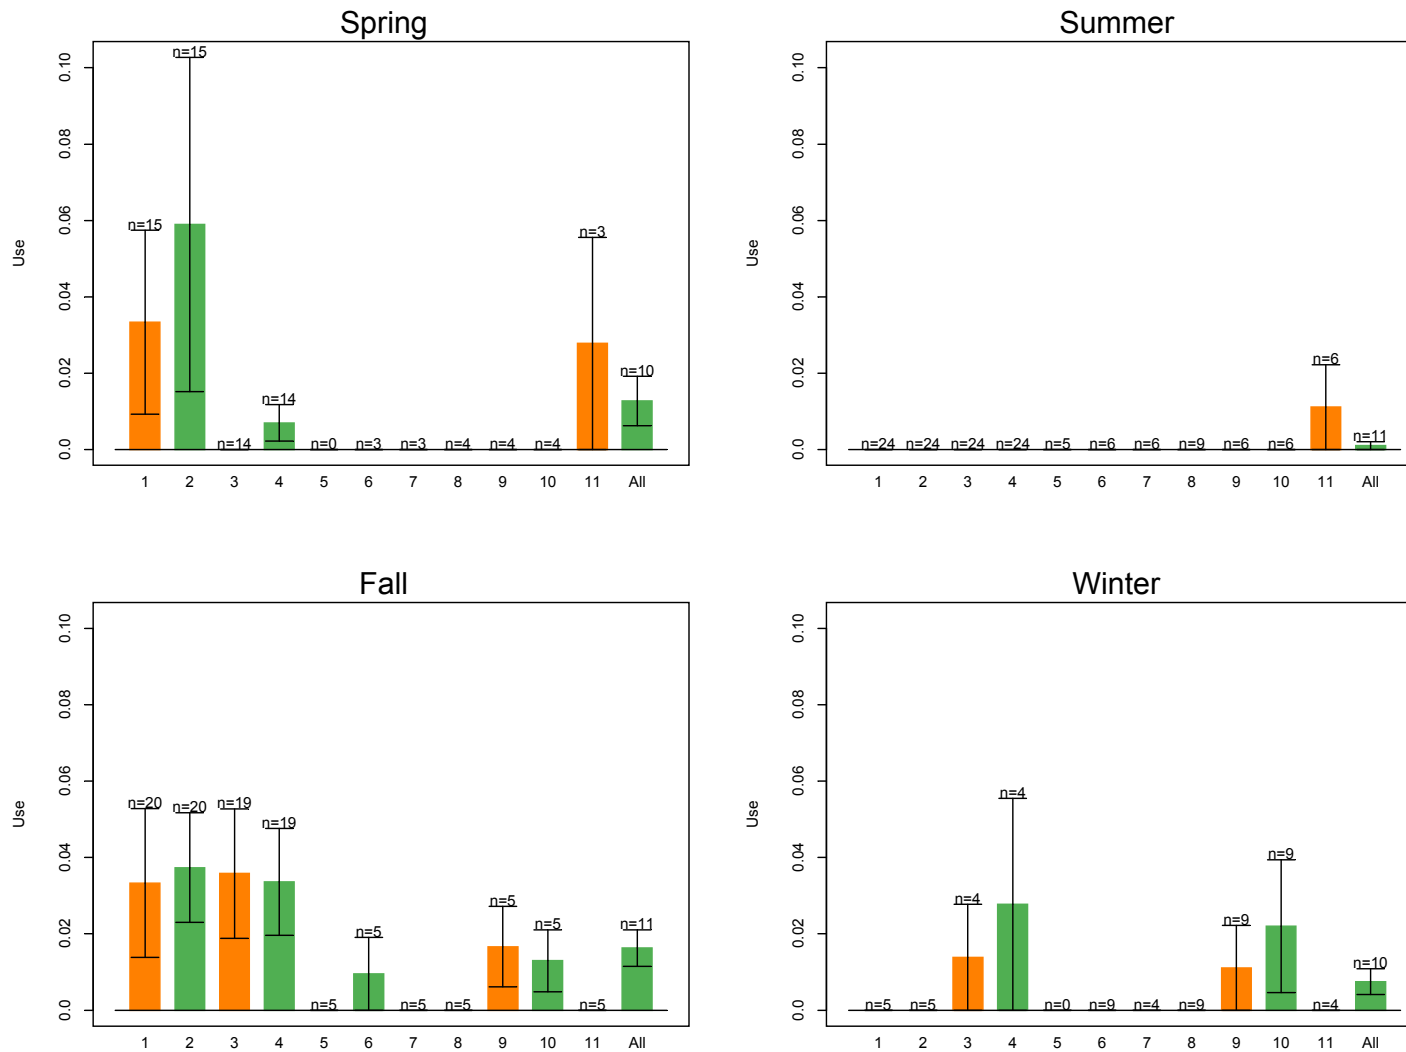 Spring
Use
0.10
0.08
0.06
0.04
0.02
0.0
n=15 n=15 n=14 n=14 n=0 n=3 n=3 n=4 n=4 n=4 n=3 n=10
1 2 3 4 5 6 7 8 9 10 11 All
Summer
Use
0.10
0.08
0.06
0.04
0.02
0.0
n=24 n=24 n=24 n=24 n=5 n=6 n=6 n=9 n=6 n=6 n=6 n=11
1 2 3 4 5 6 7 8 9 10 11 All
Fall
Use
0.10
0.08
0.06
0.04
0.02
0.0
n=20 n=20 n=19 n=19 n=5 n=5 n=5 n=5 n=5 n=5 n=5 n=11
1 2 3 4 5 6 7 8 9 10 11 All
Winter
Use
0.10
0.08
0.06
0.04
0.02
0.0
n=5 n=5 n=4 n=4 n=0 n=9 n=4 n=9 n=9 n=9 n=4 n=10
1 2 3 4 5 6 7 8 9 10 11 All